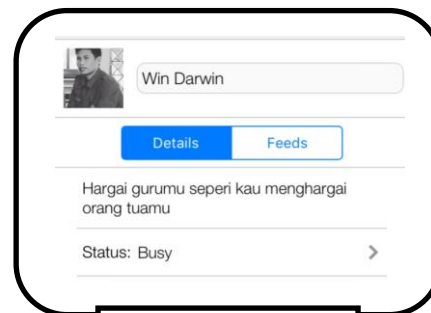 Win Darwin
Details
Feeds
Hargai gurumu seperi kau menghargai
orang tuamu
Status: Busy